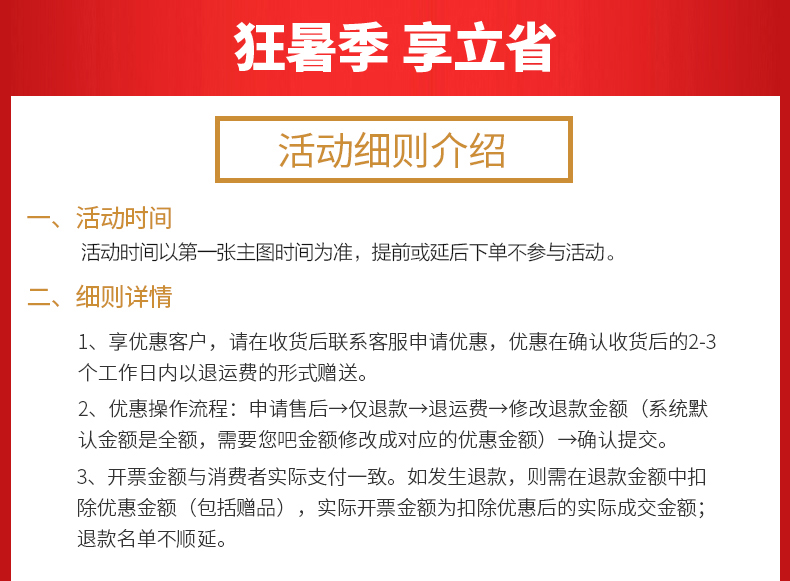 狂暑季 享立省
活动细则介绍
一、活动时间
活动时间以第一张主图时间为准，提前或延后下单不参与活动。
二、细则详情
1、享优惠客户，请在收货后联系客服申请优惠，优惠在确认收货后的2-3
个工作日内以退运费的形式赠送。
2、优惠操作流程：申请售后→仅退款→退运费→修改退款金额（系统默
认金额是全额，需要您吧金额修改成对应的优惠金额）→确认提交。
3、开票金额与消费者实际支付一致。如发生退款，则需在退款金额中扣
除优惠金额（包括赠品），实际开票金额为扣除优惠后的实际成交金额；
退款名单不顺延。